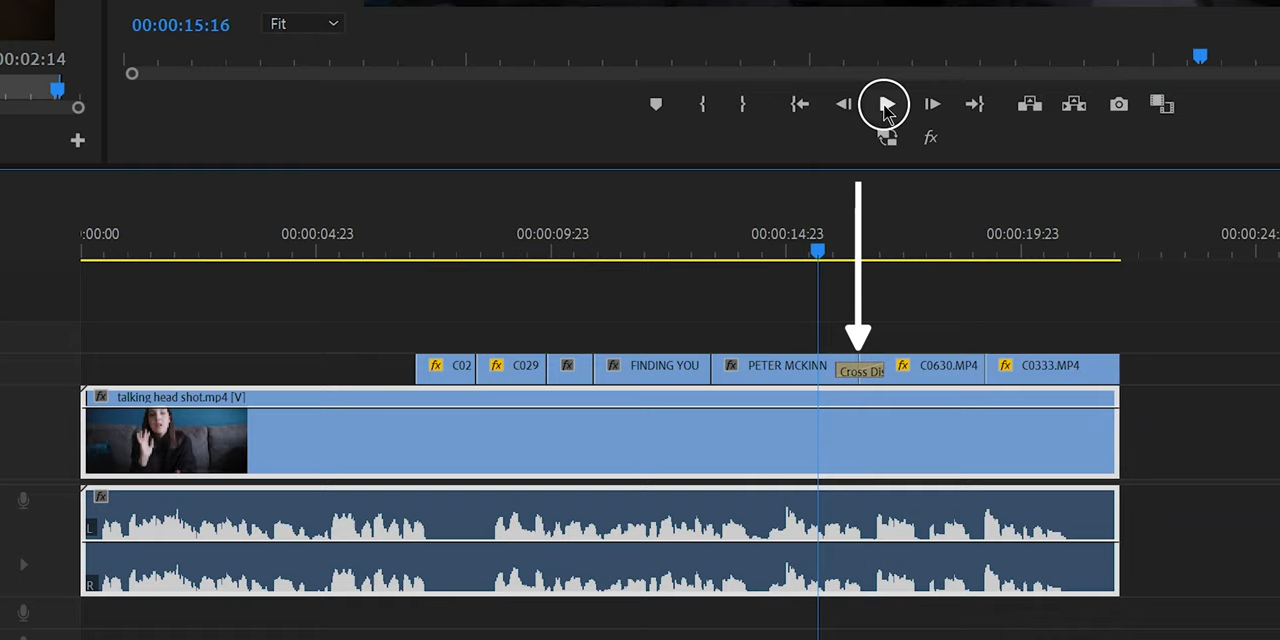 00:00:15:16
Fit
00:02:14
fx
:00:00
00:00:04:23
00:00:09:23
00:00:14:23
00:00:19:23
00:00:24:
fx C02
fx C029
fx
fx FINDING YOU
fx PETER MCKINN
Cross Dis
fx C0630.MP4
fx C0333.MP4
fx talking head shot.mp4 [V]
fx
L
R